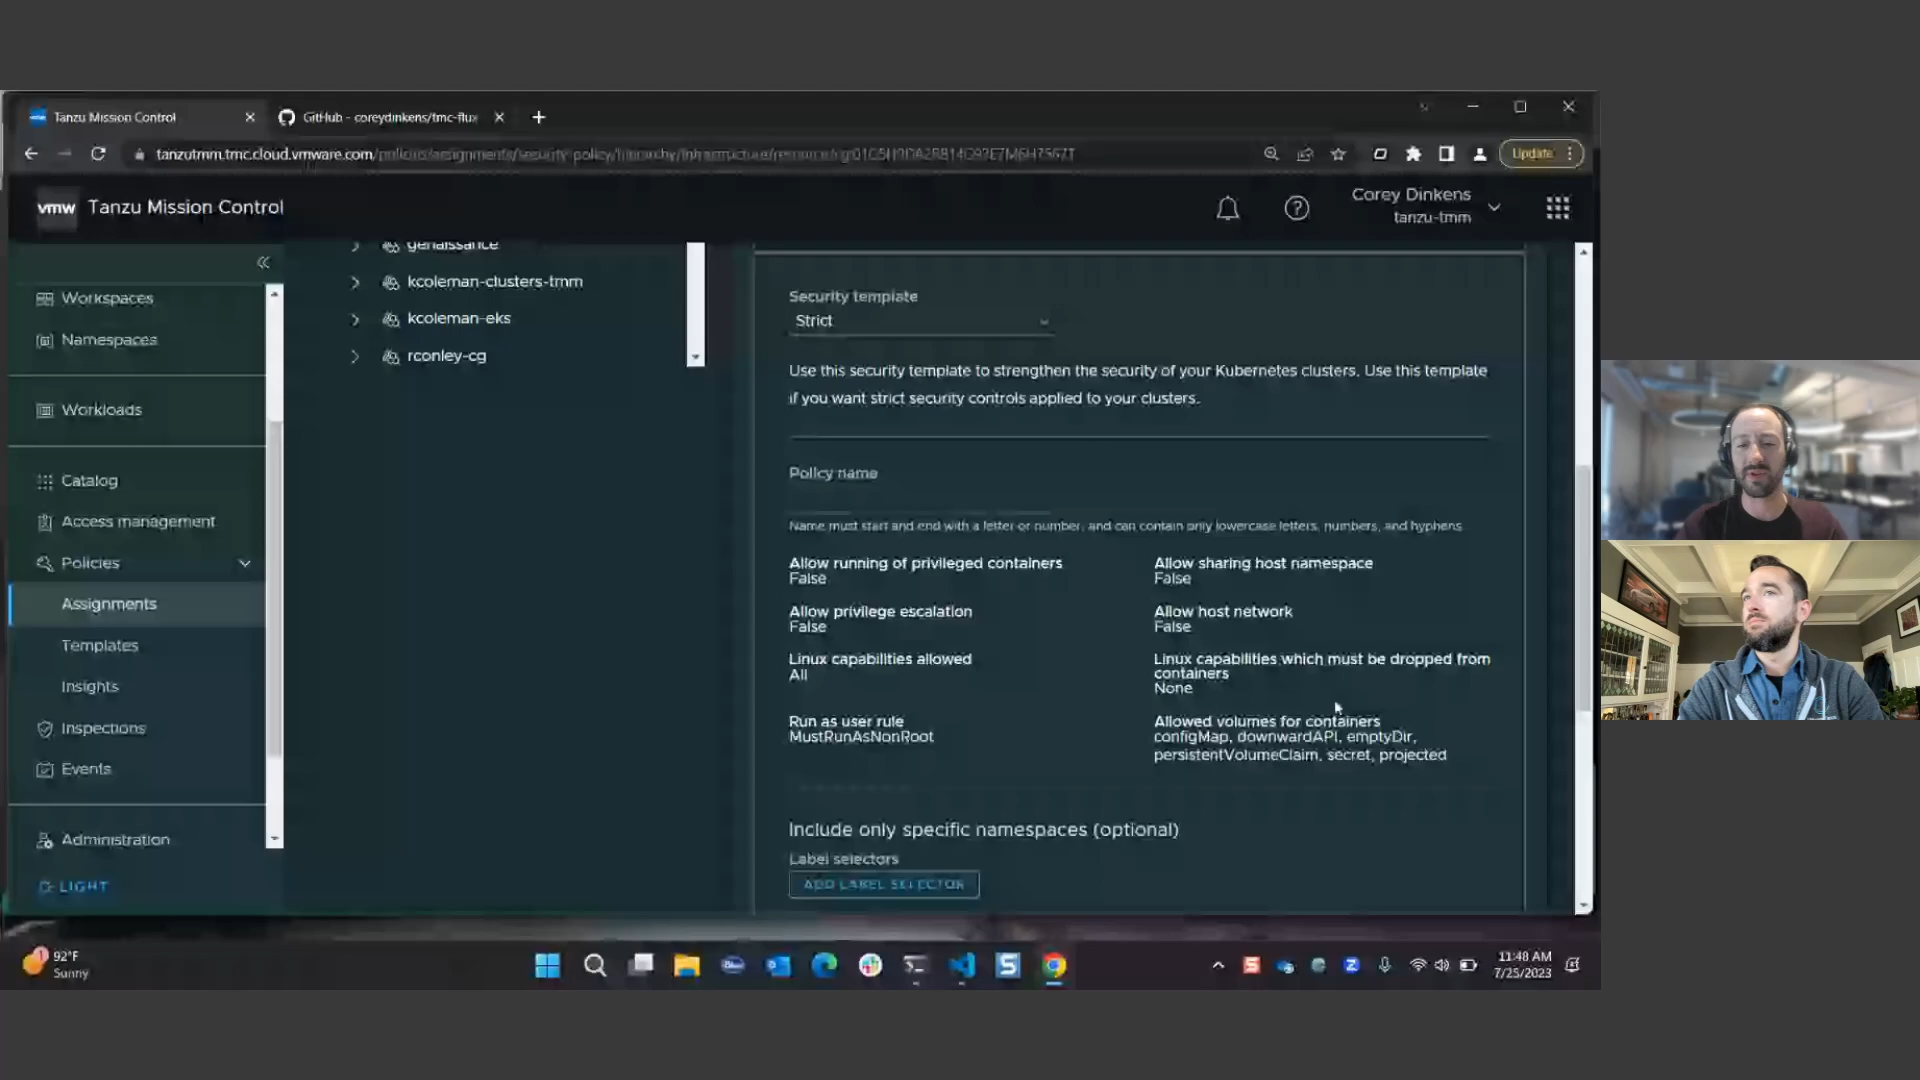 Tanzu Mission Control
GitHub - coreydinkens/tmc-flux
tanzutmm.tmc.cloud.vmware.com
Update
vmw Tanzu Mission Control
Corey Dinkens
tanzu-tmm
Workspaces
Namespaces
Workloads
Catalog
Access management
Policies
Assignments
Templates
Insights
Inspections
Events
Administration
LIGHT
genaissance
kcoleman-clusters-tmm
kcoleman-eks
rconley-cg
Security template
Strict
Use this security template to strengthen the security of your Kubernetes clusters. Use this template
if you want strict security controls applied to your clusters.
Policy name
Name must start and end with a letter or number, and can contain only lowercase letters, numbers, and hyphens
Allow running of privileged containers
False
Allow sharing host namespace
False
Allow privilege escalation
False
Allow host network
False
Linux capabilities allowed
All
Linux capabilities which must be dropped from
containers
None
Run as user rule
MustRunAsNonRoot
Allowed volumes for containers
configMap, downwardAPI, emptyDir,
persistentVolumeClaim, secret, projected
Include only specific namespaces (optional)
Label selectors
ADD LABEL SELECTOR
92°F
Sunny
11:48 AM
7/25/2023